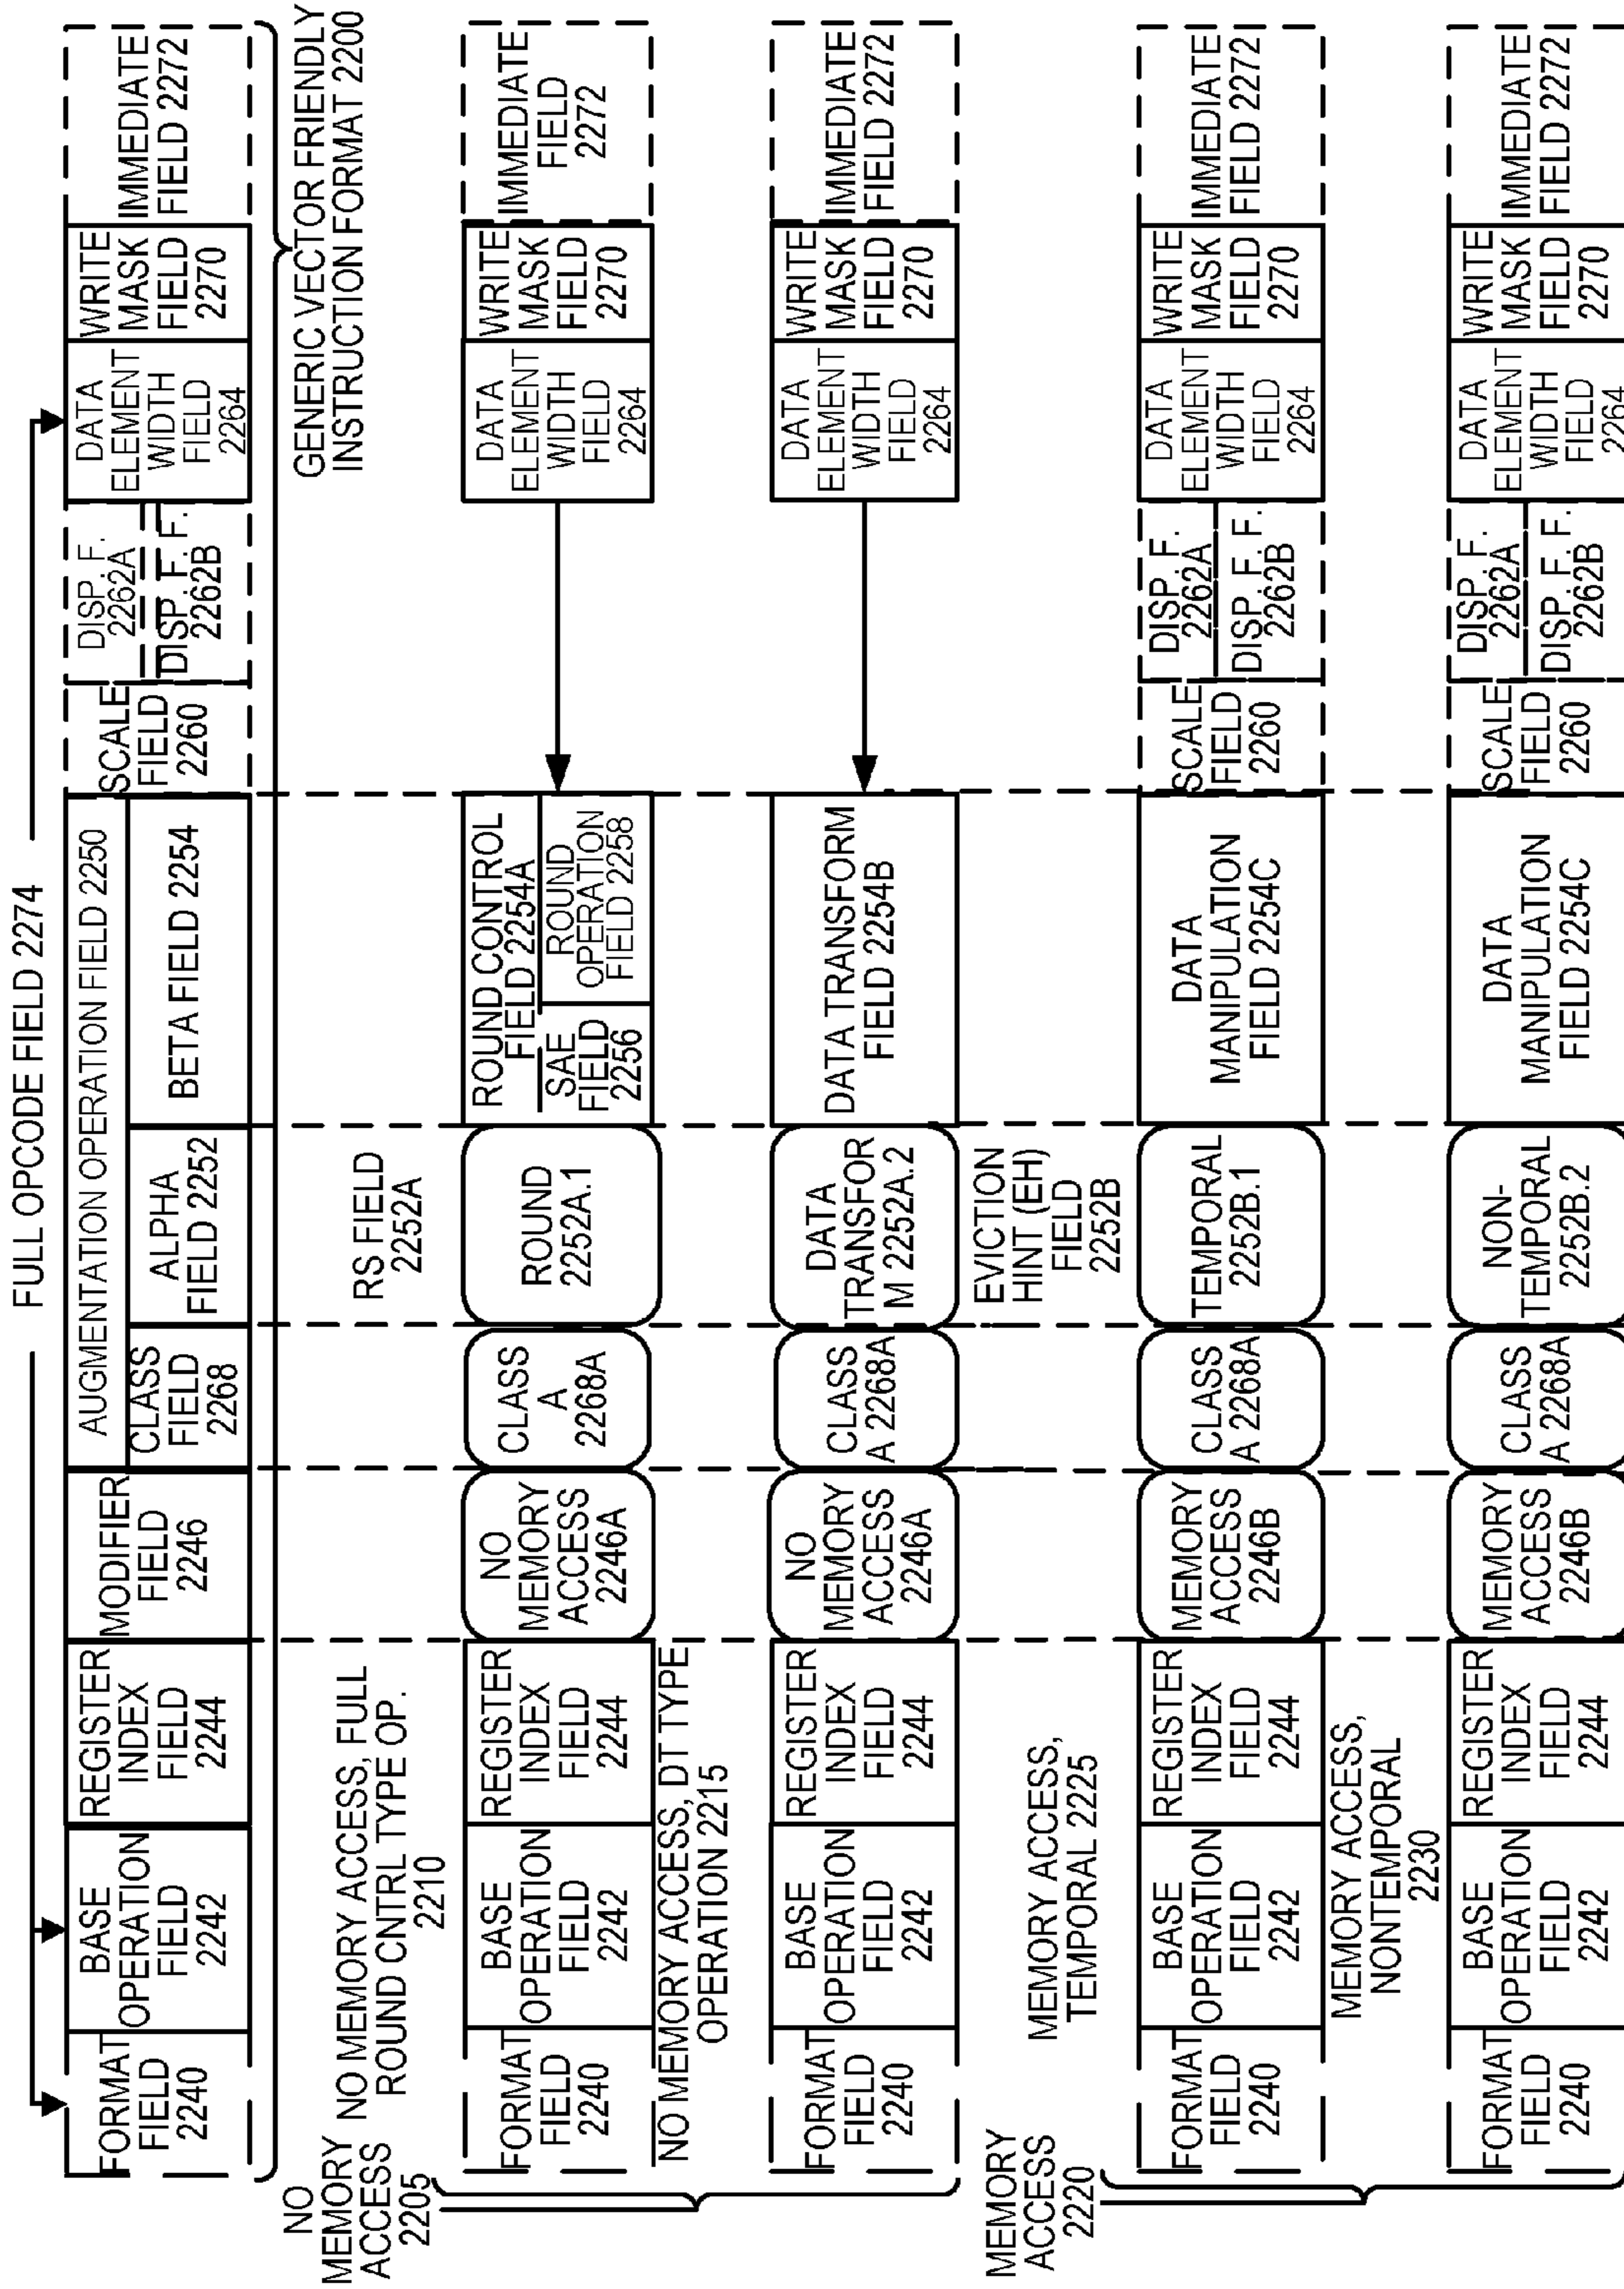 FULL OPCODE FIELD 2274
FORMAT
FIELD
2240
BASE
OPERATION
FIELD
2242
REGISTER
INDEX
FIELD
2244
MODIFIER
FIELD
2246
AUGMENTATION OPERATION FIELD 2250
CLASS
FIELD
2268
ALPHA
FIELD 2252
BETA FIELD 2254
SCALE
FIELD
2260
DISP. F.
2262A
DISP. F. F.
2262B
DATA
ELEMENT
WIDTH
FIELD
2264
WRITE
MASK
FIELD
2270
IMMEDIATE
FIELD 2272
GENERIC VECTOR FRIENDLY
INSTRUCTION FORMAT 2200
NO
MEMORY
ACCESS
2205
NO MEMORY ACCESS, FULL
ROUND CNTRL TYPE OP.
2210
RS FIELD
2252A
FORMAT
FIELD
2240
BASE
OPERATION
FIELD
2242
REGISTER
INDEX
FIELD
2244
NO
MEMORY
ACCESS
2246A
CLASS
A
2268A
ROUND
2252A.1
ROUND CONTROL
FIELD 2254A
SAE
FIELD
2256
ROUND
OPERATION
FIELD 2258
DATA
ELEMENT
WIDTH
FIELD
2264
WRITE
MASK
FIELD
2270
IMMEDIATE
FIELD
2272
NO MEMORY ACCESS, DT TYPE
OPERATION 2215
FORMAT
FIELD
2240
BASE
OPERATION
FIELD
2242
REGISTER
INDEX
FIELD
2244
NO
MEMORY
ACCESS
2246A
CLASS
A 2268A
DATA
TRANSFOR
M 2252A.2
DATA TRANSFORM
FIELD 2254B
DATA
ELEMENT
WIDTH
FIELD
2264
WRITE
MASK
FIELD
2270
IMMEDIATE
FIELD 2272
MEMORY
ACCESS
2220
MEMORY ACCESS,
TEMPORAL 2225
EVICTION
HINT (EH)
FIELD
2252B
FORMAT
FIELD
2240
BASE
OPERATION
FIELD
2242
REGISTER
INDEX
FIELD
2244
MEMORY
ACCESS
2246B
CLASS
A 2268A
TEMPORAL
2252B.1
DATA
MANIPULATION
FIELD 2254C
SCALE
FIELD
2260
DISP. F.
2262A
DISP. F. F.
2262B
DATA
ELEMENT
WIDTH
FIELD
2264
WRITE
MASK
FIELD
2270
IMMEDIATE
FIELD 2272
MEMORY ACCESS,
NONTEMPORAL
2230
FORMAT
FIELD
2240
BASE
OPERATION
FIELD
2242
REGISTER
INDEX
FIELD
2244
MEMORY
ACCESS
2246B
CLASS
A 2268A
NON-
TEMPORAL
2252B.2
DATA
MANIPULATION
FIELD 2254C
SCALE
FIELD
2260
DISP. F.
2262A
DISP. F. F.
2262B
DATA
ELEMENT
WIDTH
FIELD
2264
WRITE
MASK
FIELD
2270
IMMEDIATE
FIELD 2272